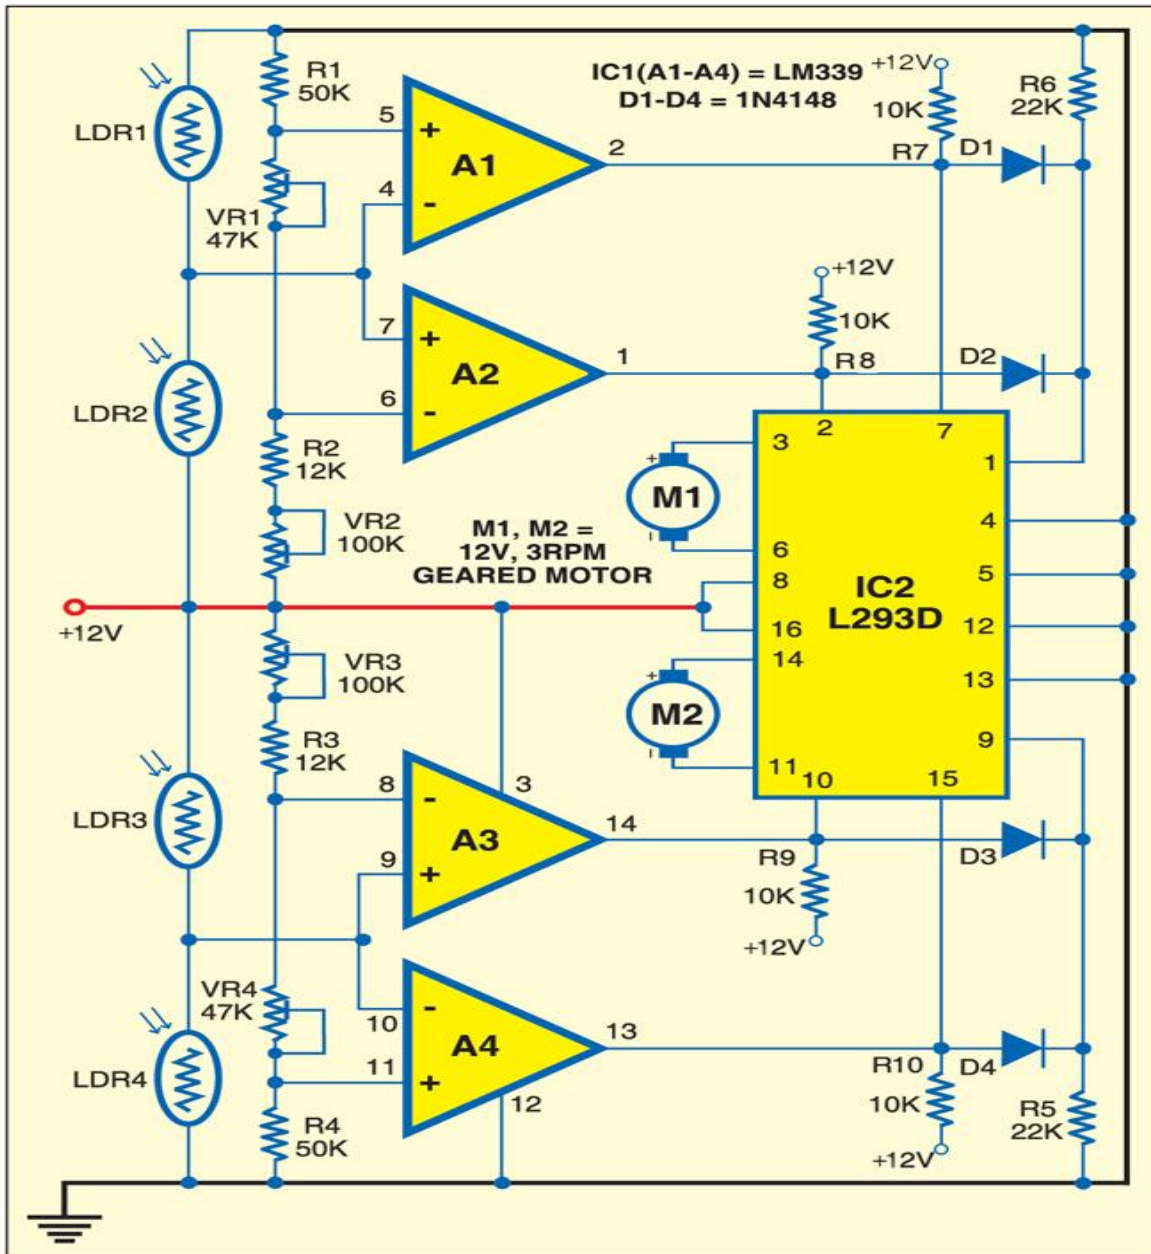 R1
50K
IC1(A1-A4) = LM339
D1-D4 = 1N4148
+12V
10K
R7
R6
22K
D1
LDR1
5
+
A1
2
4
-
VR1
47K
+12V
10K
R8
7
+
A2
1
D2
6
-
LDR2
R2
12K
VR2
100K
3
2
7
1
+
M1
-
4
M1, M2 =
12V, 3RPM
GEARED MOTOR
6
8
5
IC2
L293D
+12V
16
12
VR3
100K
14
13
+
M2
-
R3
12K
9
11
10
15
8
-
3
A3
14
D3
LDR3
9
+
R9
10K
+12V
VR4
47K
-
10
A4
13
R10
10K
D4
LDR4
11
+
12
R4
50K
R5
22K
+12V